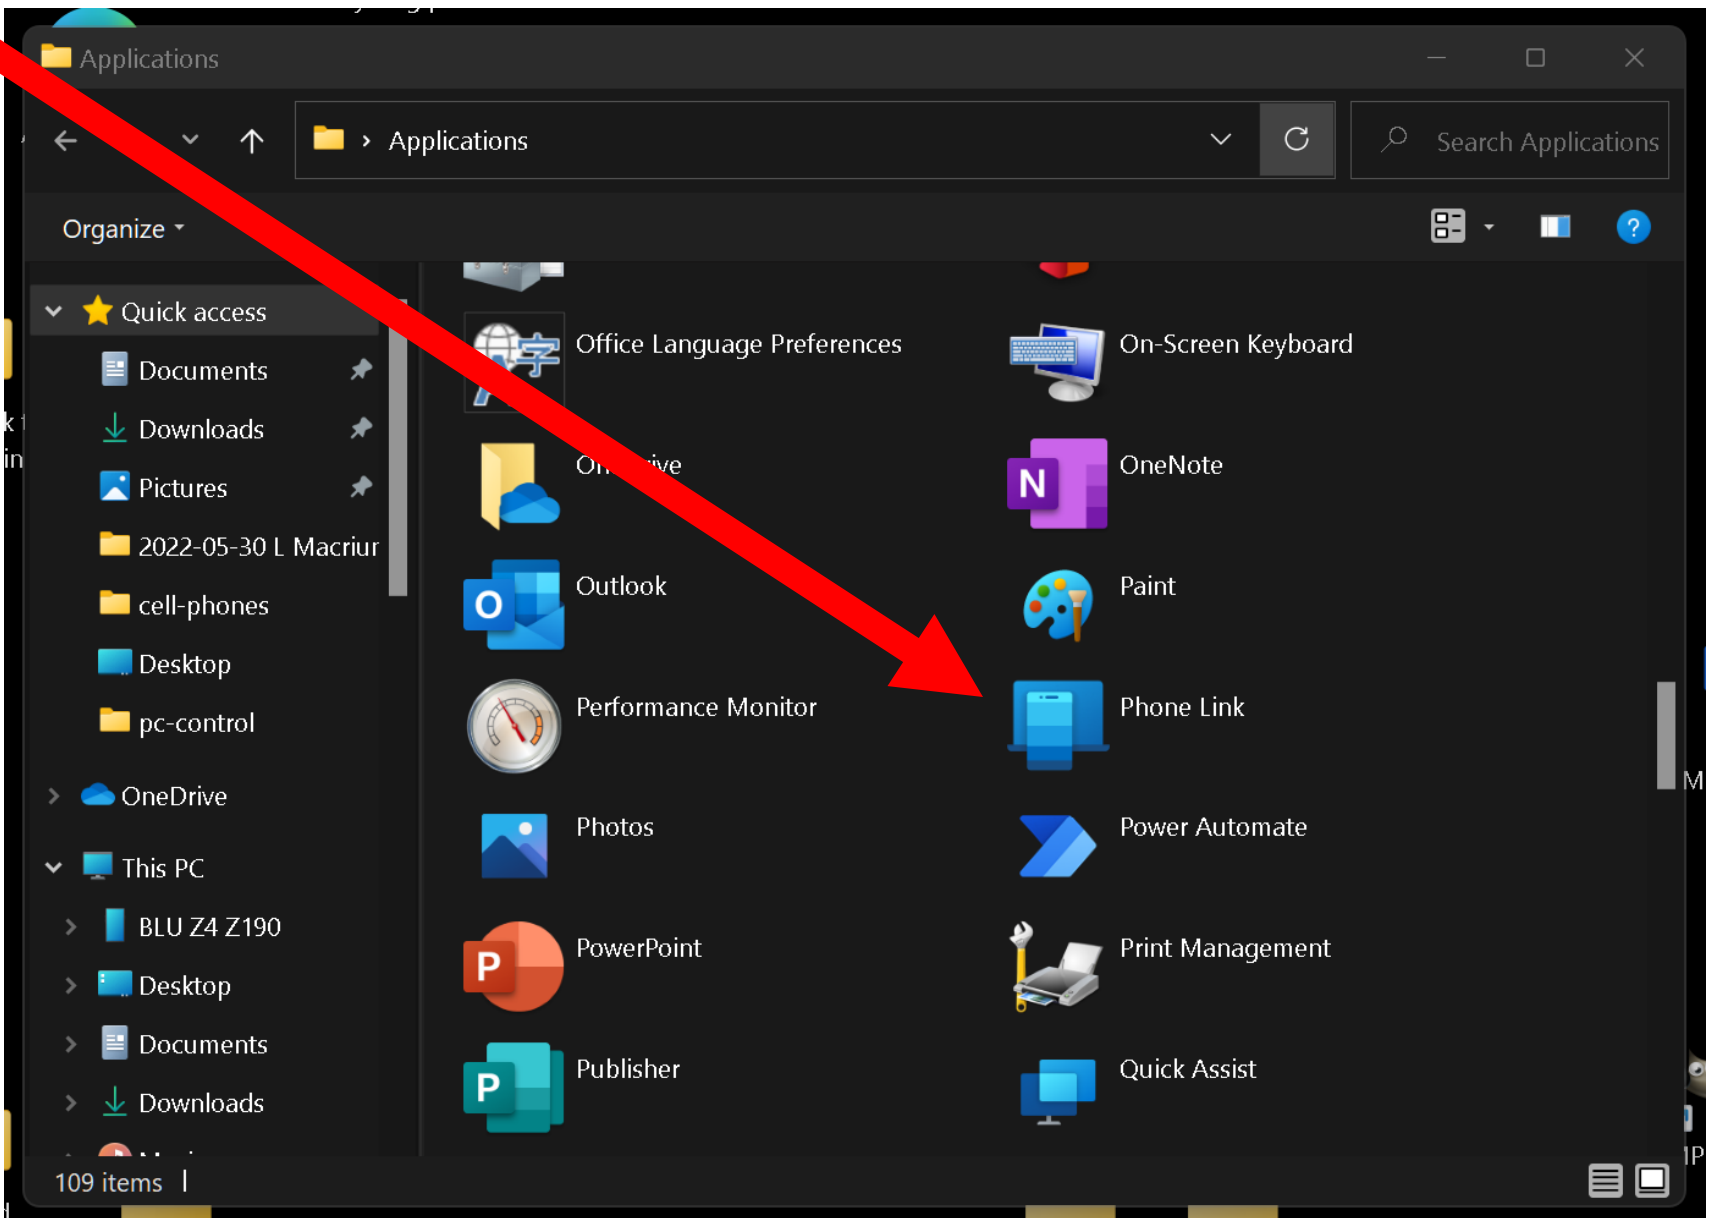 Applications
Applications
Search Applications
Organize
Quick access
Documents
Downloads
Pictures
2022-05-30 L Macriur
cell-phones
Desktop
pc-control
OneDrive
This PC
BLU Z4 Z190
Desktop
Documents
Downloads
Office Language Preferences
On-Screen Keyboard
OneNote
Outlook
Paint
Performance Monitor
Phone Link
Photos
Power Automate
PowerPoint
Print Management
Publisher
Quick Assist
109 items